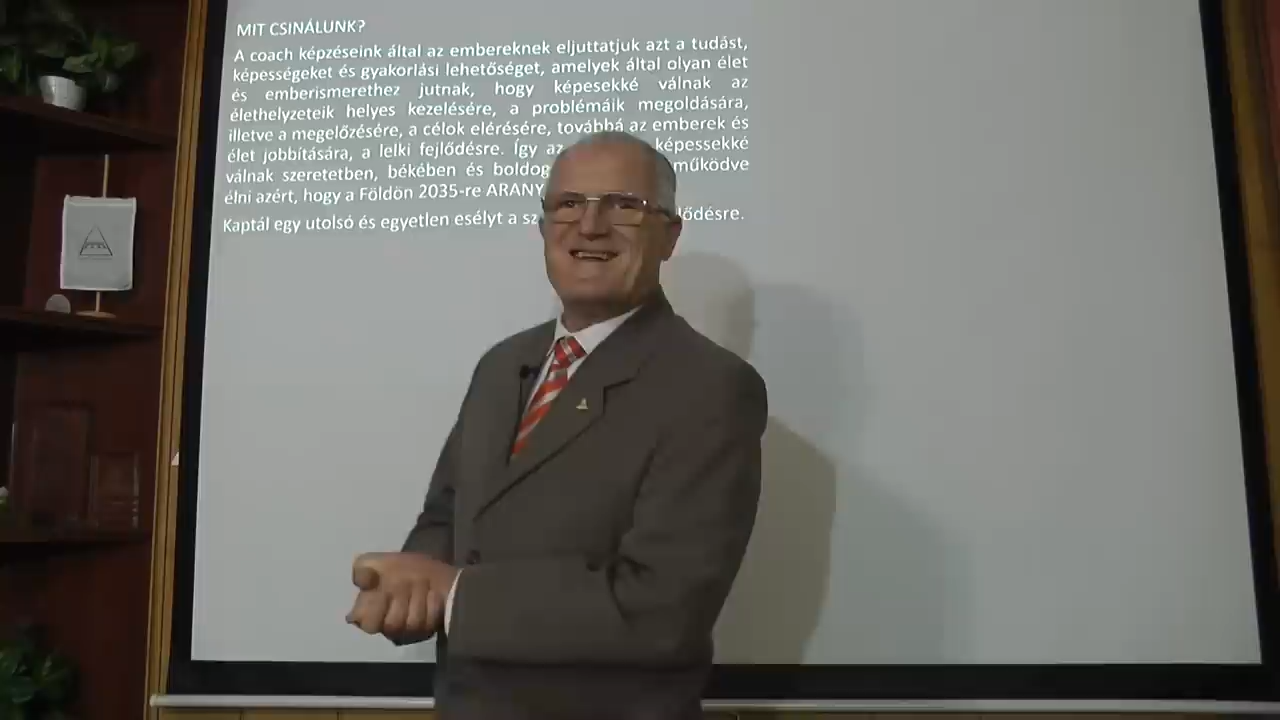 MIT CSINÁLUNK?
A coach képzéseink által az embereknek eljuttatjuk azt a tudást,
képességeket és gyakorlási lehetőséget, amelyek által olyan élet
és emberismerethez jutnak, hogy képesekké válnak az
élethelyzeteik helyes kezelésére, a problémáik megoldására,
illetve a megelőzésére, a célok elérésére, továbbá az emberek és
élet jobbítására, a lelki fejlődésre. Így az képessekké
válnak szeretetben, békében és boldog működve
élni azért, hogy a Földön 2035-re ARANY
Kaptál egy utolsó és egyetlen esélyt a sz lődésre.